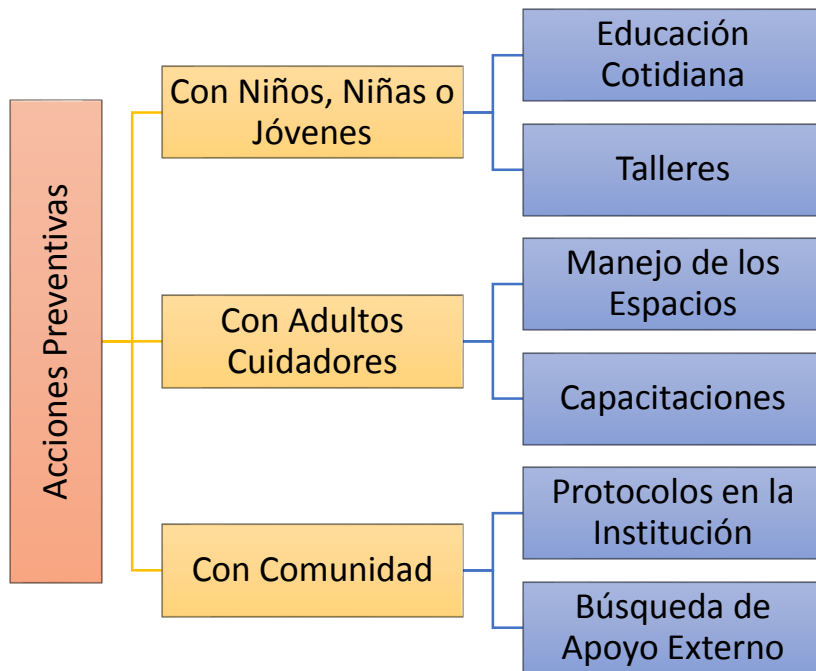 Acciones Preventivas
Con Niños, Niñas o
Jóvenes
Educación
Cotidiana
Talleres
Con Adultos
Cuidadores
Manejo de los
Espacios
Capacitaciones
Con Comunidad
Protocolos en la
Institución
Búsqueda de
Apoyo Externo